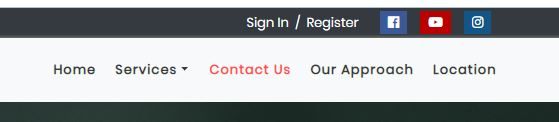 Sign In / Register
Home Services Contact Us Our Approach Location